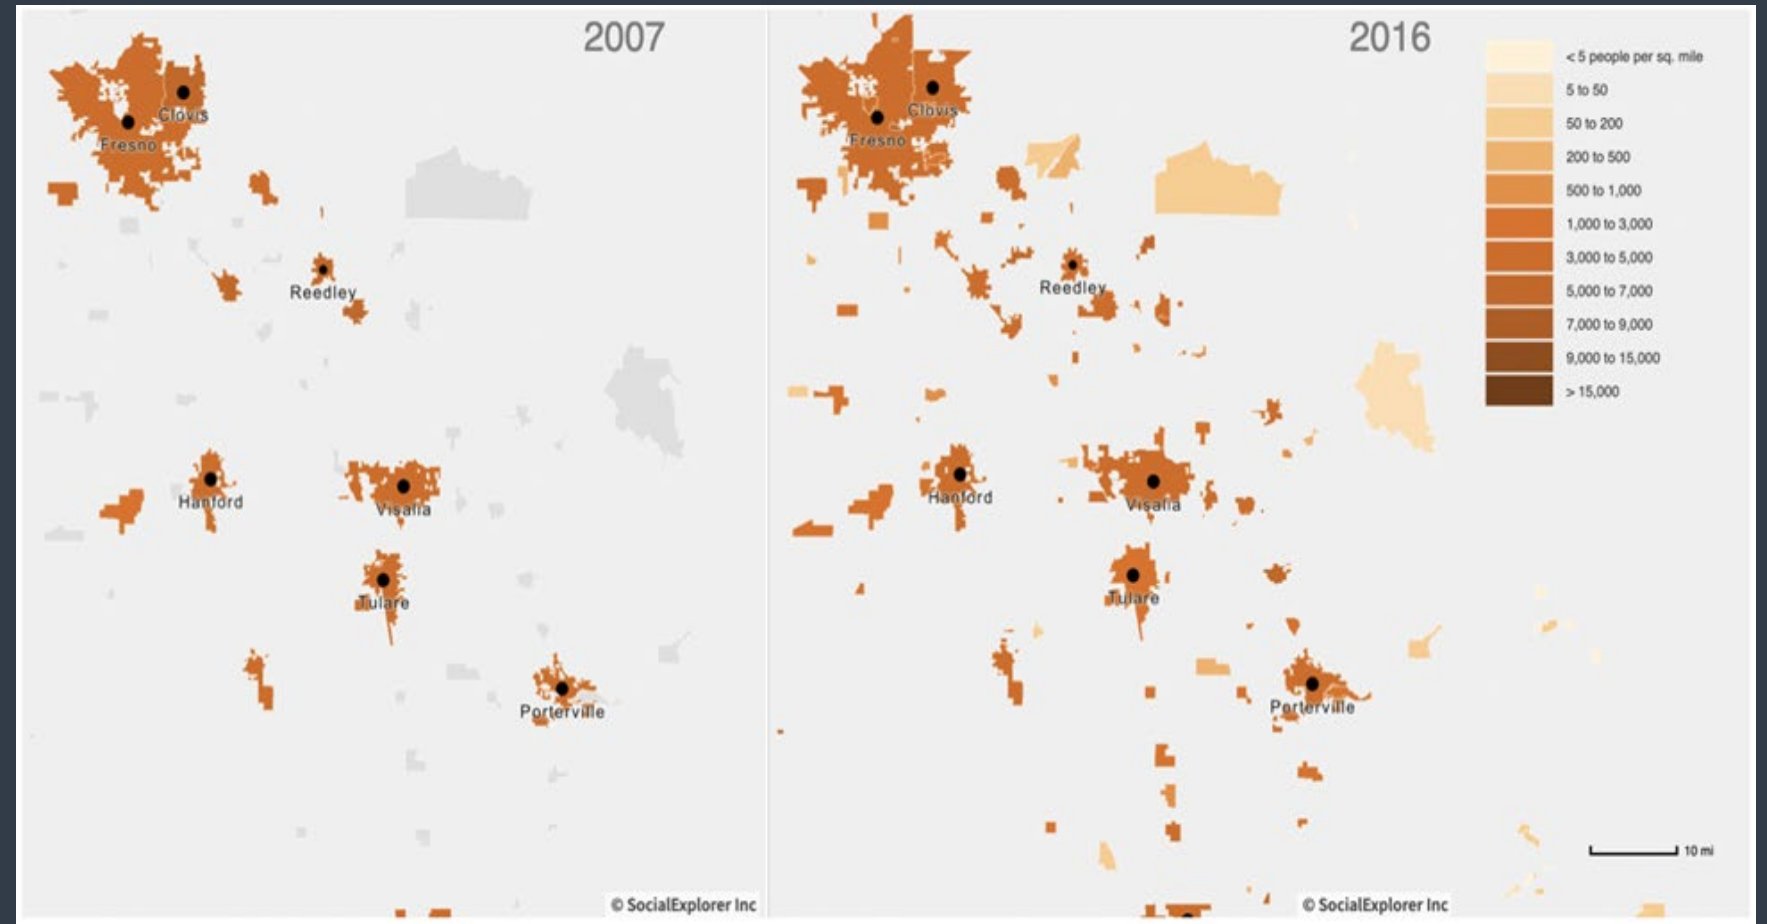 2007
Clovis
Fresno
Reedley
Hanford
Visalia
Tulare
Porterville
© SocialExplorer Inc
2016
Clovis
Fresno
Reedley
Hanford
Visalia
Tulare
Porterville
< 5 people per sq. mile
5 to 50
50 to 200
200 to 500
500 to 1,000
1,000 to 3,000
3,000 to 5,000
5,000 to 7,000
7,000 to 9,000
9,000 to 15,000
> 15,000
10 mi
© SocialExplorer Inc